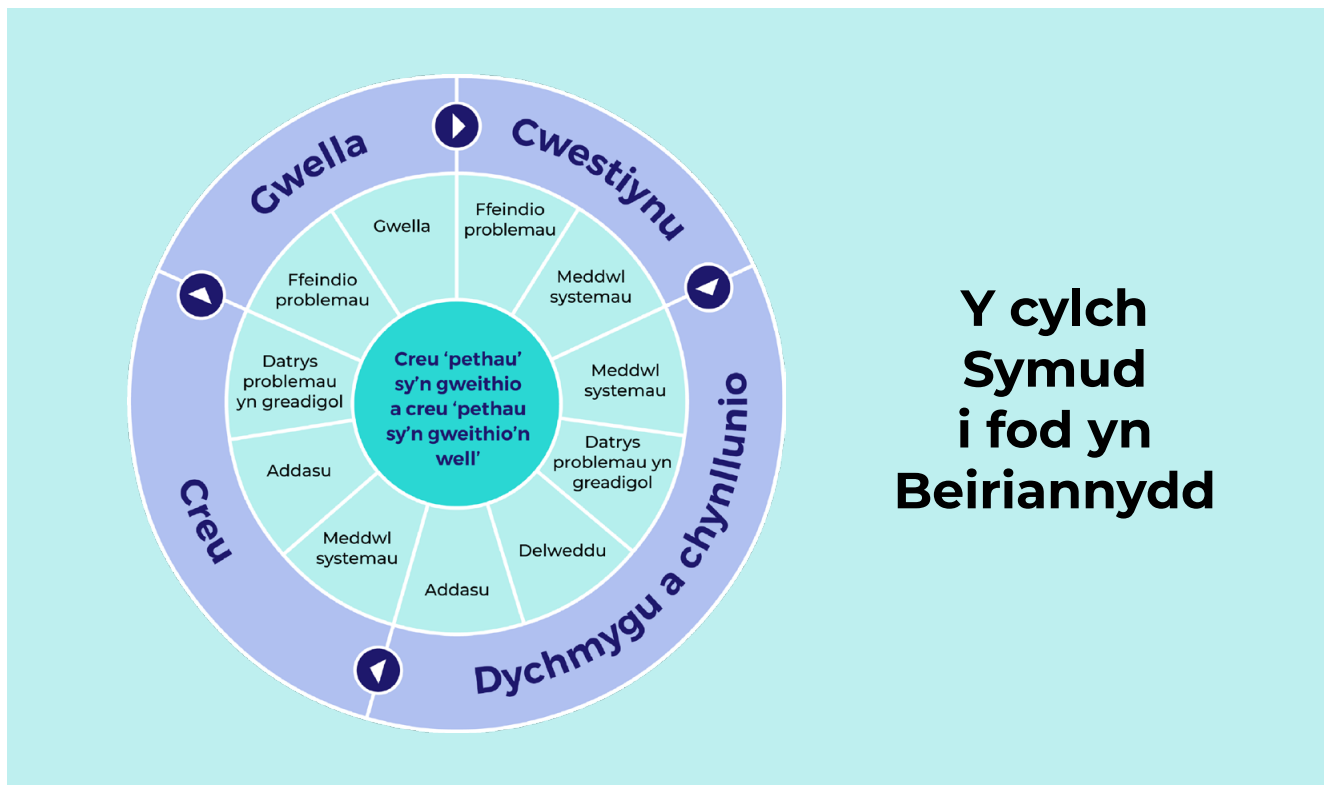 Gwella
Cwestiynu
Dychmygu a chynllunio
Creu
Gwella
Ffeindio
problemau
Meddwl
systemau
Meddwl
systemau
Datrys
problemau yn
greadigol
Delweddu
Addasu
Meddwl
systemau
Addasu
Datrys
problemau
yn greadigol
Ffeindio
problemau
Creu ‘pethau’
sy’n gweithio
a creu ‘pethau
sy’n gweithio’n
well’
Y cylch
Symud
i fod yn
Beiriannydd